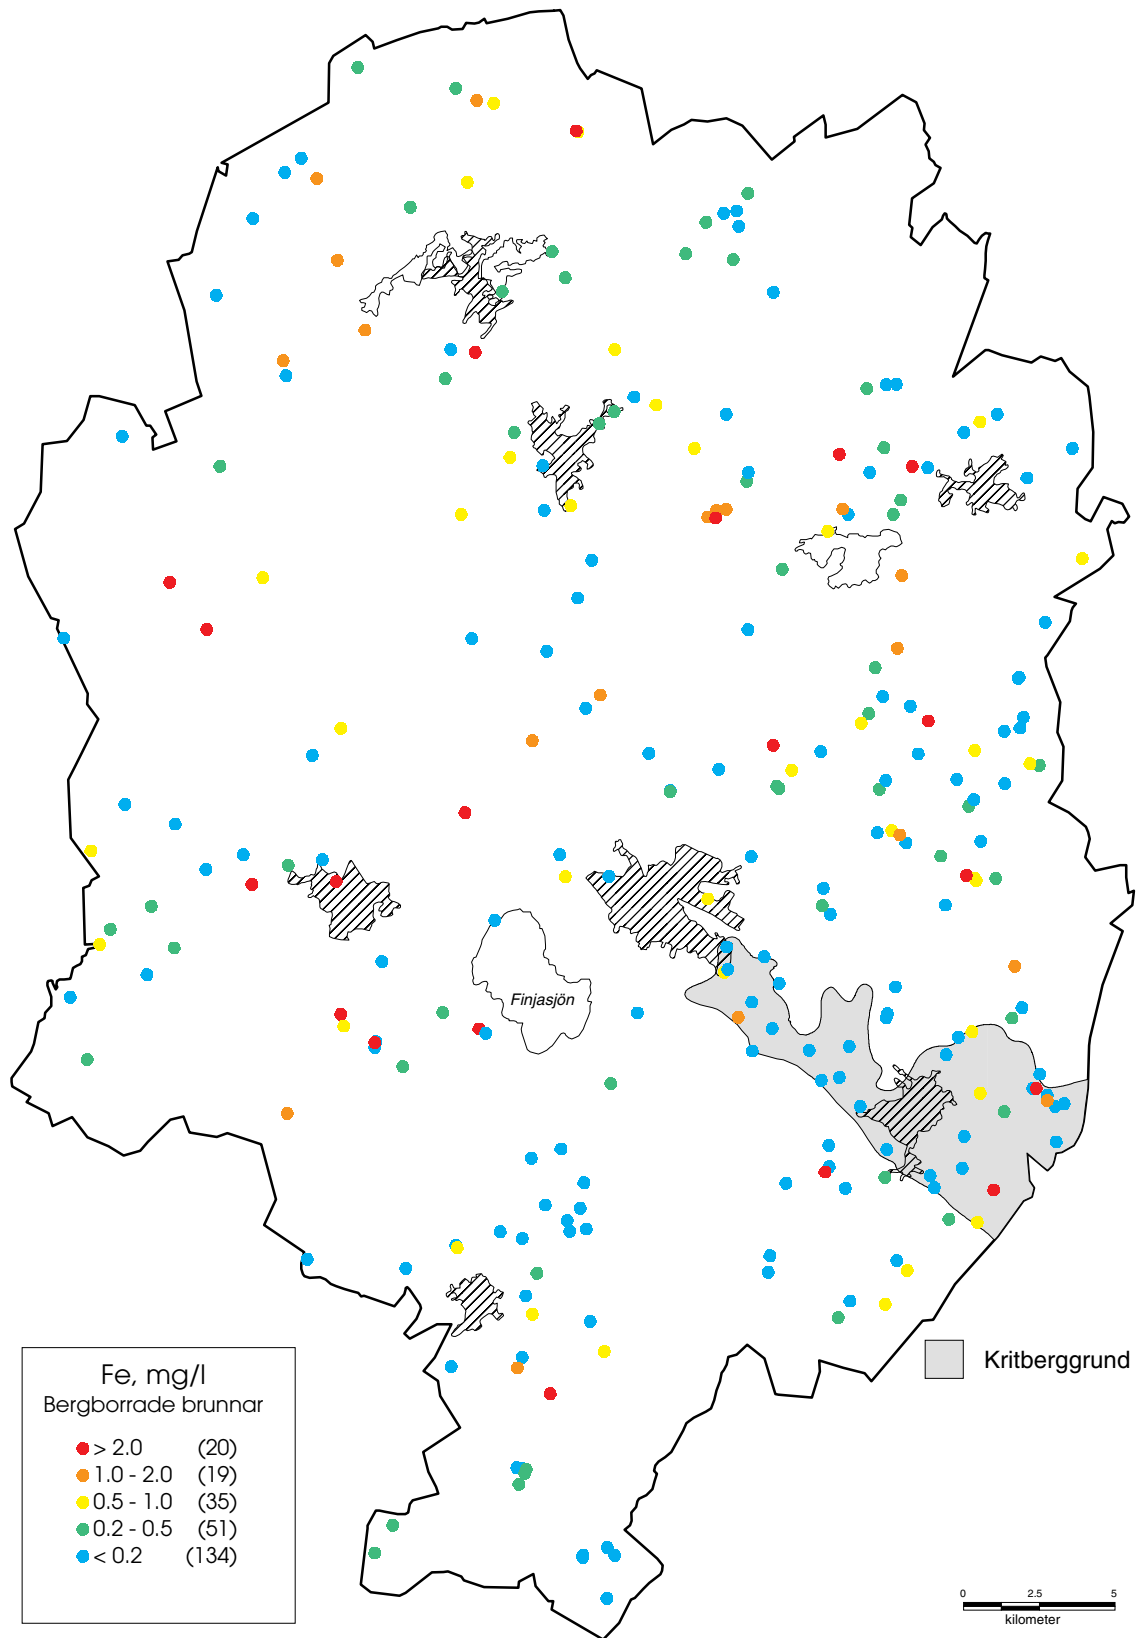 Finjasjön
Kritberggrund
Fe, mg/l
Bergborrade brunnar
> 2.0 (20)
1.0 - 2.0 (19)
0.5 - 1.0 (35)
0.2 - 0.5 (51)
< 0.2 (134)
0 2.5 5
kilometer